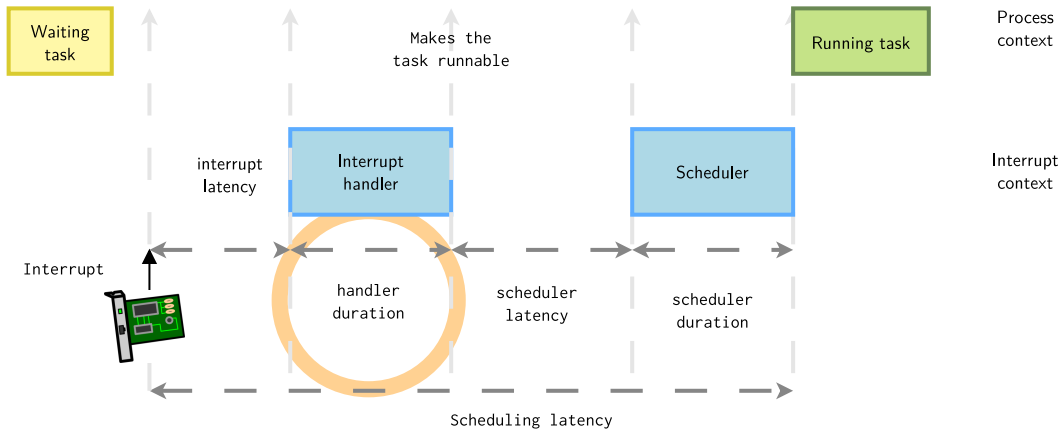 Waiting
task
Makes the
task runnable
Running task
Process
context
interrupt
latency
Interrupt
handler
Scheduler
Interrupt
context
Interrupt
handler
duration
scheduler
latency
scheduler
duration
Scheduling latency